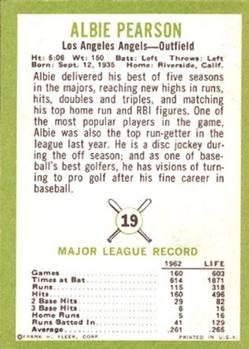 ALBIE PEARSON
Los Angeles Angels—Outfield
Ht: 5:06 Wt: 150 Bats: Left Throws: Left
Born: Sept. 12, 1935 Home: Riverside, Calif.
Albie delivered his best of five seasons
in the majors, reaching new highs in runs,
hits, doubles and triples, and matching
his top home run and RBI figures. One
of the most popular players in the game,
Albie was also the top run-getter in the
league last year. He is a disc jockey during
the off season; and as one of base-
ball's best golfers, he has visions of turn-
ing to pro golf after his fine career in
baseball.
19
MAJOR LEAGUE RECORD
1962 LIFE
Games 160 603
Times at Bat 614 1871
Runs 115 318
Hits 160 496
2 Base Hits 29 82
3 Base Hits 6 16
Home Runs 5 16
Runs Batted In 41 129
Average .261 .265
©FRANK H. FLEER, CORP. PRINTED IN U.S.A.